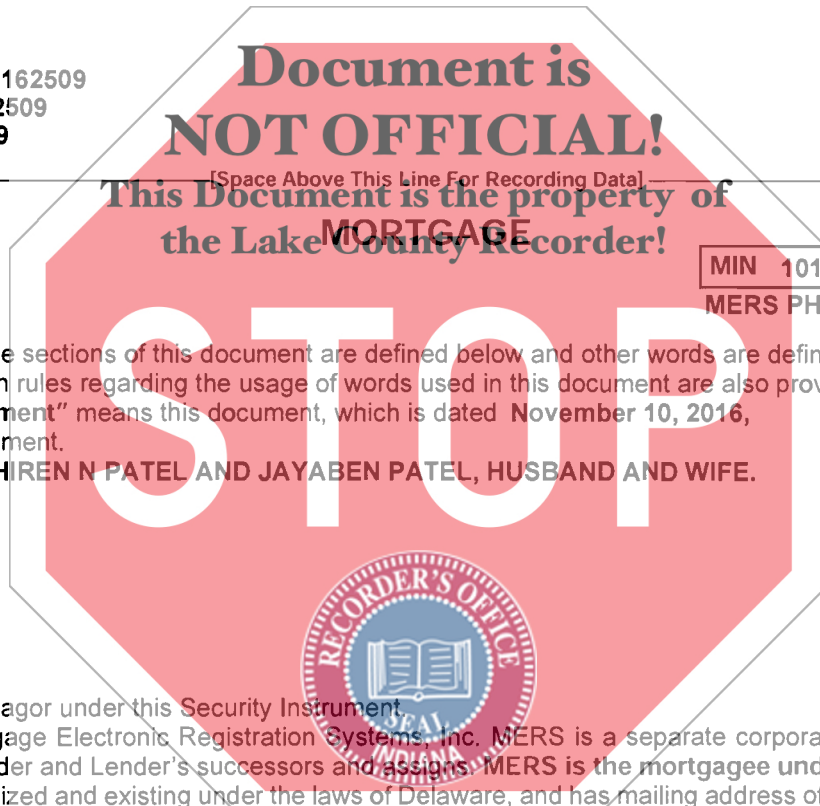 Document is
162509
2509
NOT OFFICIAL!
9
[Space Above This Line For Recording Data]
This Document is the property of
MORTGAGE
the Lake County Recorder!
MIN 101
MERS PH
e sections of this document are defined below and other words are defin
n rules regarding the usage of words used in this document are also prov
ment" means this document, which is dated November 10, 2016,
ment.
HIREN N PATEL AND JAYABEN PATEL, HUSBAND AND WIFE.
STOP
RECORDER'S OFFICE
SEAL
INDIANA
agor under this Security Instrument.
gage Electronic Registration Systems, Inc. MERS is a separate corpora
der and Lender's successors and assigns. MERS is the mortgagee und
ized and existing under the laws of Delaware, and has mailing address of